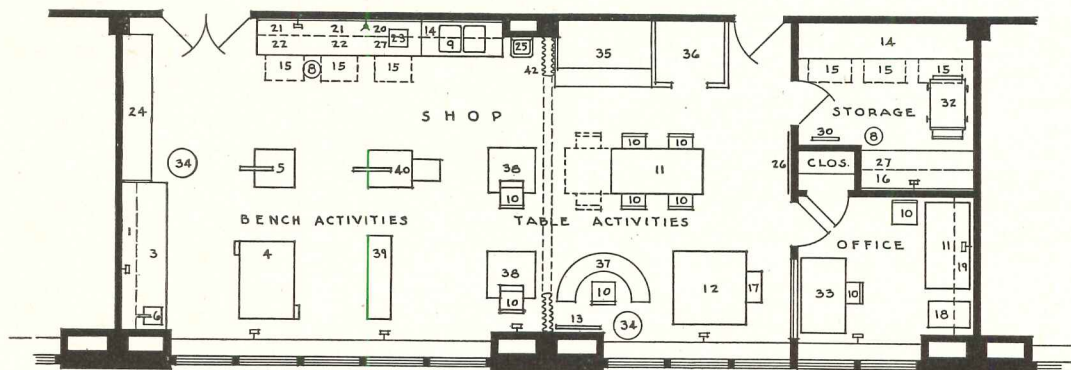 21 21 20 14 35 36 14
22 22 27 23 9 25
15 8 15 15 42 15 15 15
24 SHOP 32
STORAGE
30 8
34 5 40 38 10 10 11 10 10 26 CLOS. 27
10 16
BENCH ACTIVITIES TABLE ACTIVITIES
1 3 4 39 38 10 37 10 12 17 OFFICE 10 11 19
33 10
6 13 34 18